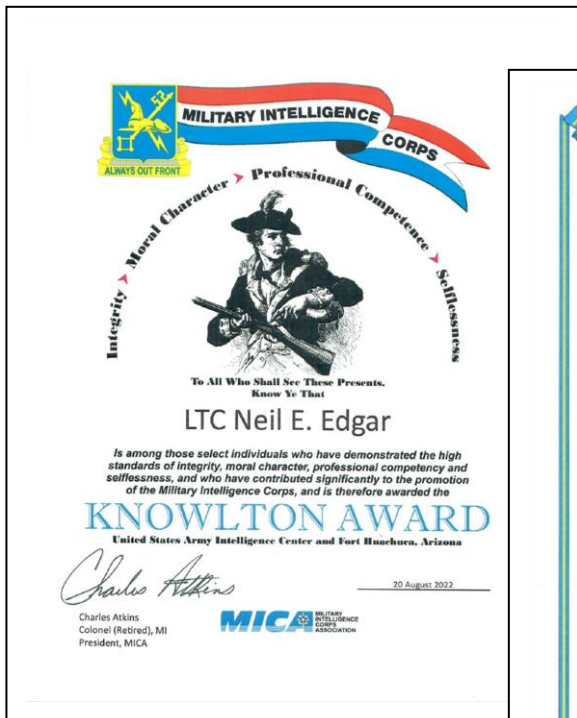 MILITARY INTELLIGENCE CORPS
ALWAYS OUT FRONT
Integrity > Moral Character > Professional Competence > Selflessness
To All Who Shall See These Presents,
Know Ye That
LTC Neil E. Edgar
Is among those select individuals who have demonstrated the high
standards of integrity, moral character, professional competency and
selflessness, and who have contributed significantly to the promotion
of the Military Intelligence Corps, and is therefore awarded the
KNOWLTON AWARD
United States Army Intelligence Center and Fort Huachuca, Arizona
Charles Atkins
20 August 2022
Charles Atkins
Colonel (Retired), MI
President, MICA
MICA
MILITARY
INTELLIGENCE
CORPS
ASSOCIATION